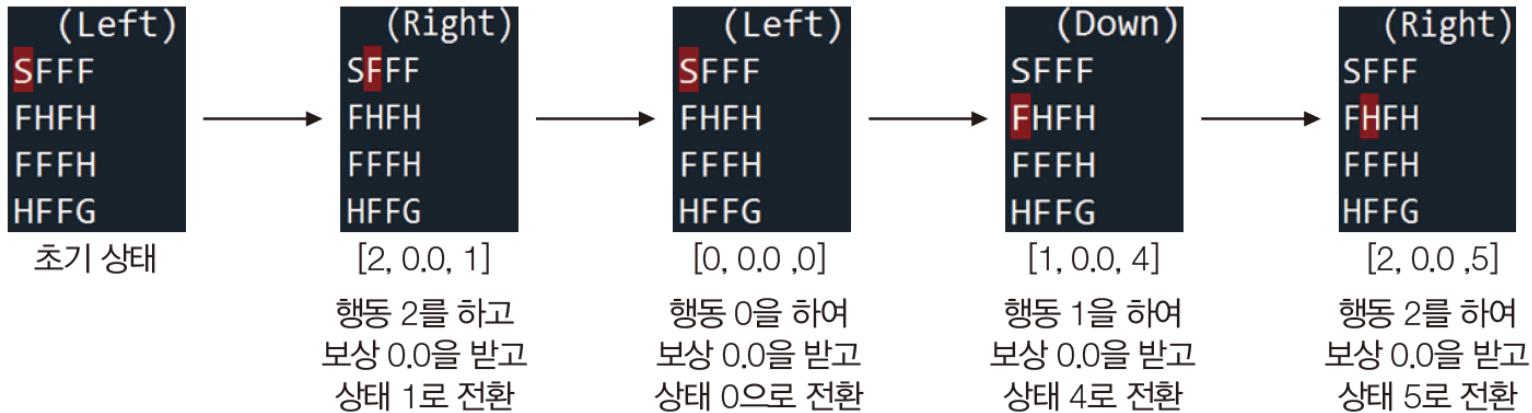 (Left)
SFFF
FHFH
FFFH
HFFG
초기 상태
(Right)
SFFF
FHFH
FFFH
HFFG
[2, 0.0, 1]
행동 2를 하고
보상 0.0을 받고
상태 1로 전환
(Left)
SFFF
FHFH
FFFH
HFFG
[0, 0.0 ,0]
행동 0을 하여
보상 0.0을 받고
상태 0으로 전환
(Down)
SFFF
FHFH
FFFH
HFFG
[1, 0.0, 4]
행동 1을 하여
보상 0.0을 받고
상태 4로 전환
(Right)
SFFF
FHFH
FFFH
HFFG
[2, 0.0 ,5]
행동 2를 하여
보상 0.0을 받고
상태 5로 전환